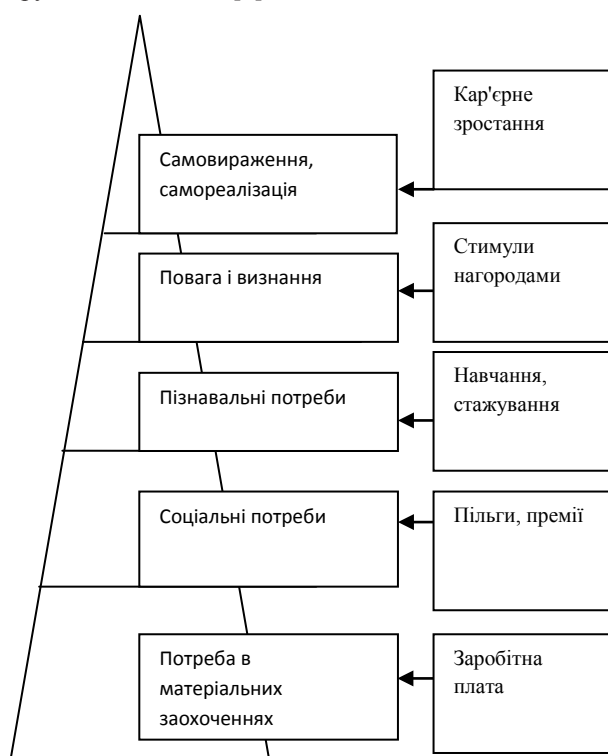 Кар'єрне
зростання
Самовираження,
самореалізація
Стимули
нагородами
Повага і визнання
Навчання,
стажування
Пізнавальні потреби
Соціальні потреби
Пільги, премії
Потреба в
матеріальних
заохоченнях
Заробітна
плата